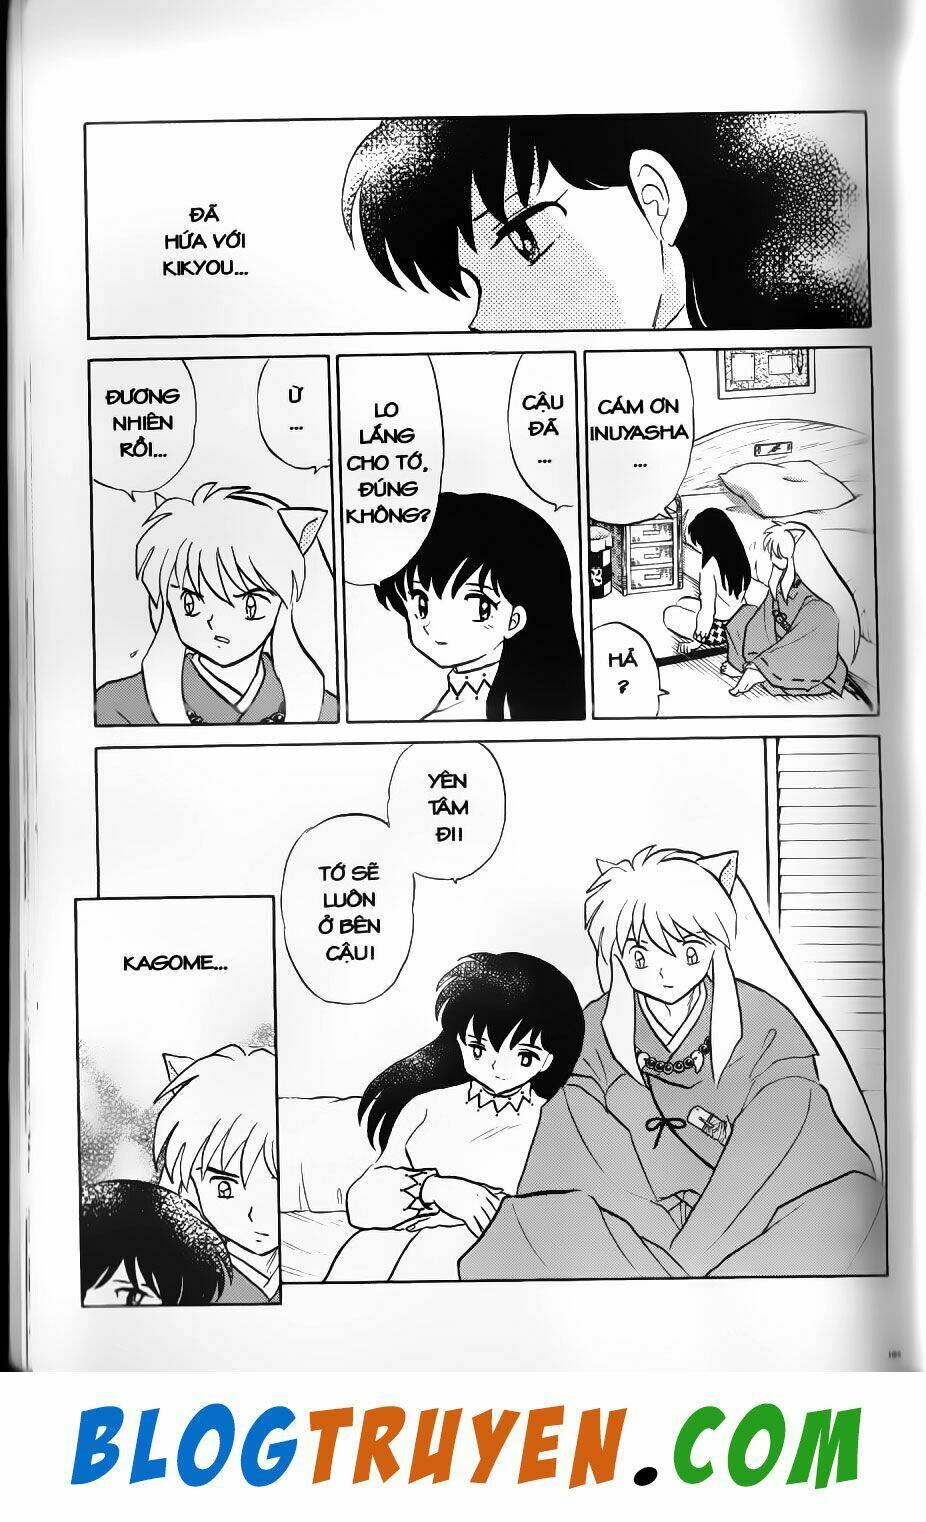 ĐÃ
HỨA VỚI
KIKYOU...
CÁM ƠN
INUYASHA
...
HẢ
?
CẬU
ĐÃ
...
LO
LẮNG
CHO TỚ,
ĐÚNG
KHÔNG?
Ừ
...
ĐƯƠNG
NHIÊN
RỒI...
YÊN
TÂM
ĐI!
TỚ SẼ
LUÔN
Ở BÊN
CẬU!
KAGOME...
BLOGTRUYEN.COM